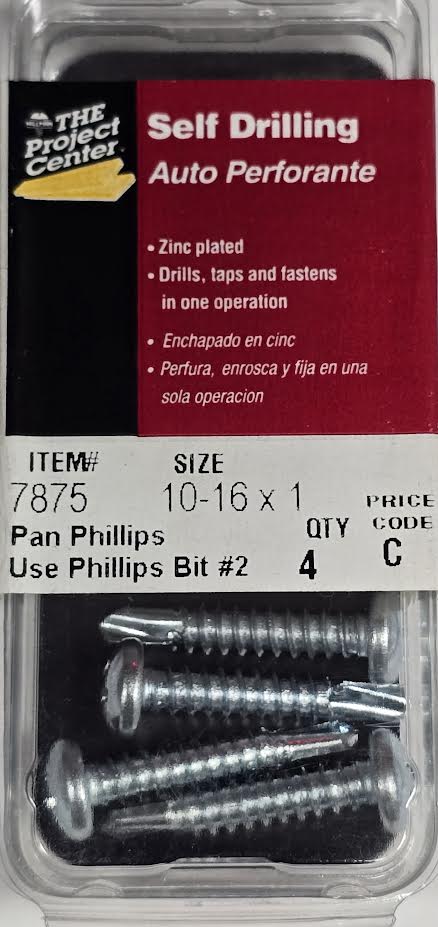 THE
Project
Center
Self Drilling
Auto Perforante
• Zinc plated
• Drills, taps and fastens
in one operation
• Enchapado en cinc
• Perfura, enrosca y fija en una
sola operacion
ITEM# SIZE
7875 10-16 x 1
PRICE
CODE
C
Pan Phillips QTY
Use Phillips Bit #2 4